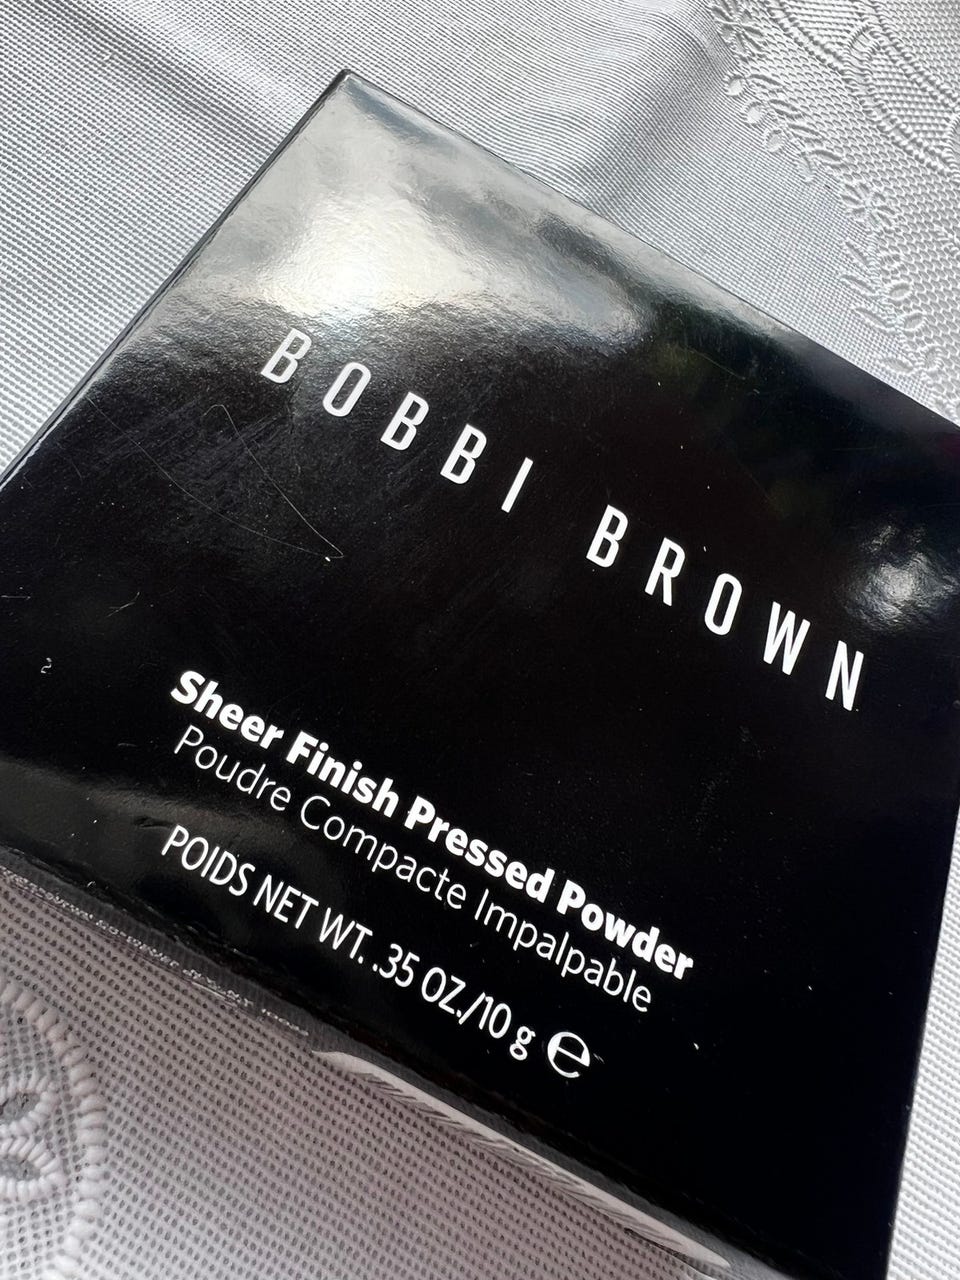 BOBBI BROWN
Sheer Finish Pressed Powder
Poudre Compacte Impalpable
POIDS NET WT. .35 OZ./10 g ℮